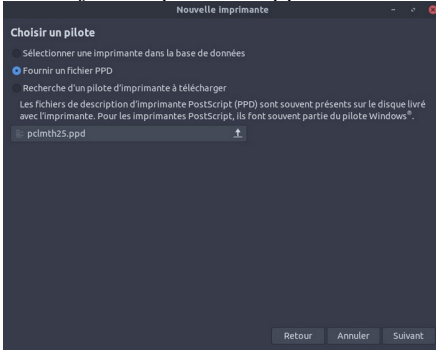 Nouvelle imprimante
Choisir un pilote
Sélectionner une imprimante dans la base de données
Fournir un fichier PPD
Recherche d'un pilote d'imprimante à télécharger
Les fichiers de description d'imprimante PostScript (PPD) sont souvent présents sur le disque livré
avec l'imprimante. Pour les imprimantes PostScript, ils font souvent partie du pilote Windows®.
pclmth25.ppd
Retour Annuler Suivant